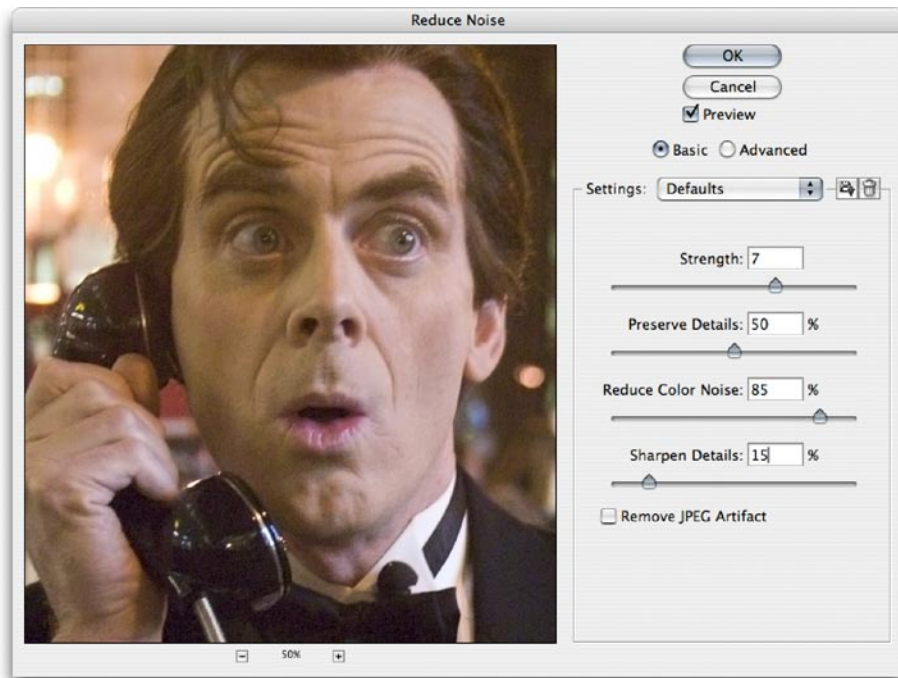 Reduce Noise
OK
Cancel
Preview
Basic Advanced
Settings: Defaults
Strength: 7
Preserve Details: 50 %
Reduce Color Noise: 85 %
Sharpen Details: 15 %
Remove JPEG Artifact
50%